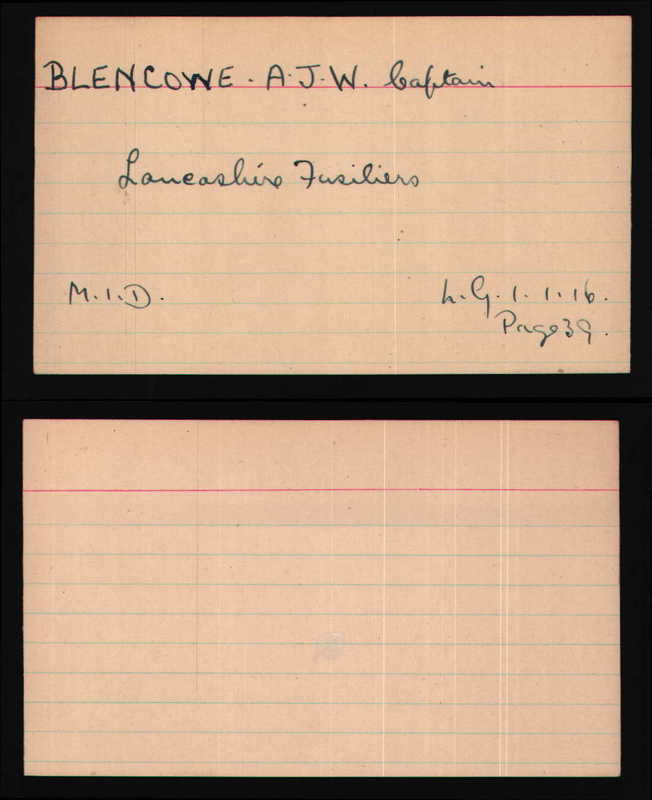 BLENCOWE. A.J.W. Captain
Lancashire Fusiliers
M.I.D.
L.G. 1. 1.16.
Page 39.